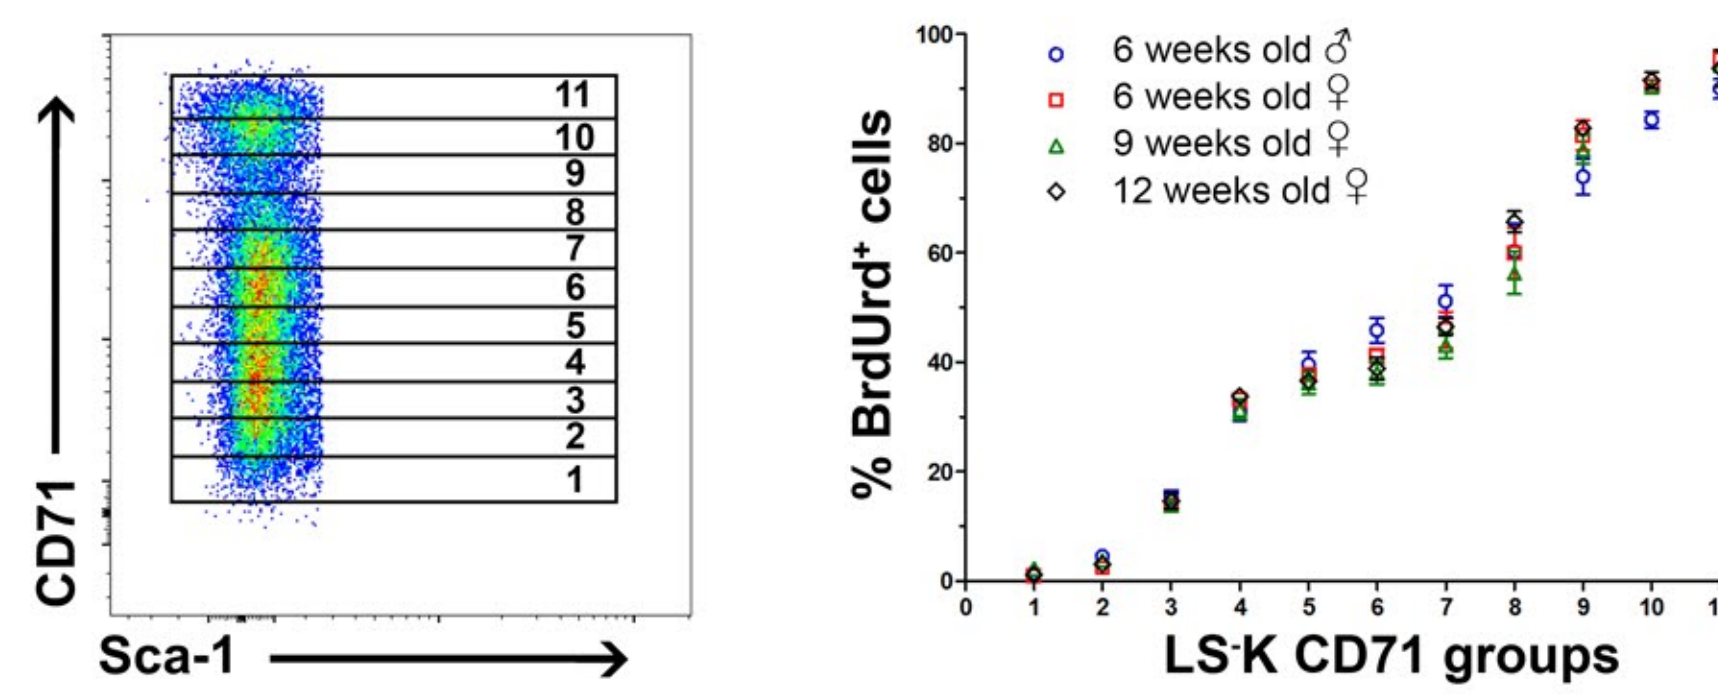 11
10
9
8
7
6
5
4
3
2
1
CD71
Sca-1
100
80
60
40
20
0
% BrdUrd+ cells
6 weeks old ♂
6 weeks old ♀
9 weeks old ♀
12 weeks old ♀
0 1 2 3 4 5 6 7 8 9 10
LS-K CD71 groups